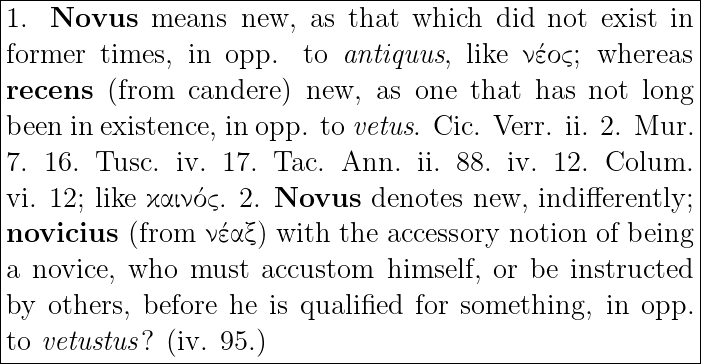 1. Novus means new, as that which did not exist in
former times, in opp. to antiquus, like νέος; whereas
recens (from candere) new, as one that has not long
been in existence, in opp. to vetus. Cic. Verr. ii. 2. Mur.
7. 16. Tusc. iv. 17. Tac. Ann. ii. 88. iv. 12. Colum.
vi. 12; like ϰαινός. 2. Novus denotes new, indifferently;
novicius (from νέαξ) with the accessory notion of being
a novice, who must accustom himself, or be instructed
by others, before he is qualified for something, in opp.
to vetustus? (iv. 95.)